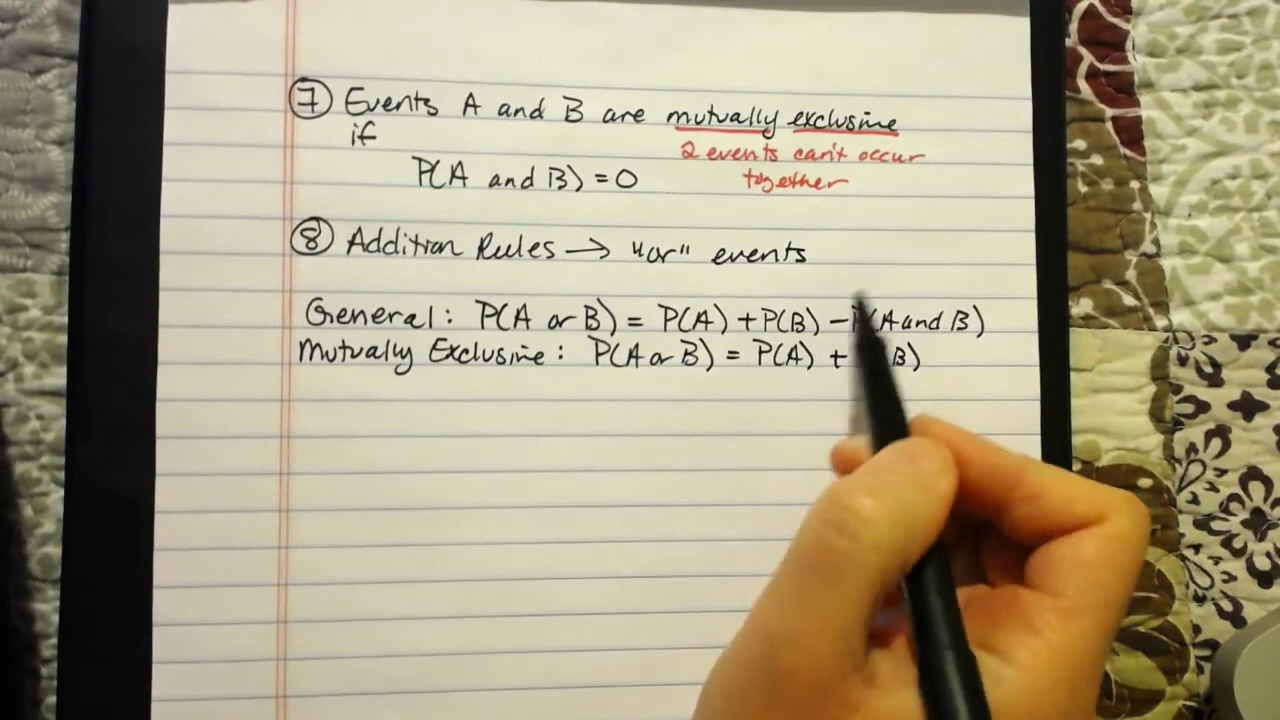 ⑦ Events A and B are mutually exclusive
if
2 events can't occur
together
P(A and B) = 0
⑧ Addition Rules → "or" events
General: P(A or B) = P(A) + P(B) - P(A and B)
Mutually Exclusive: P(A or B) = P(A) + B)